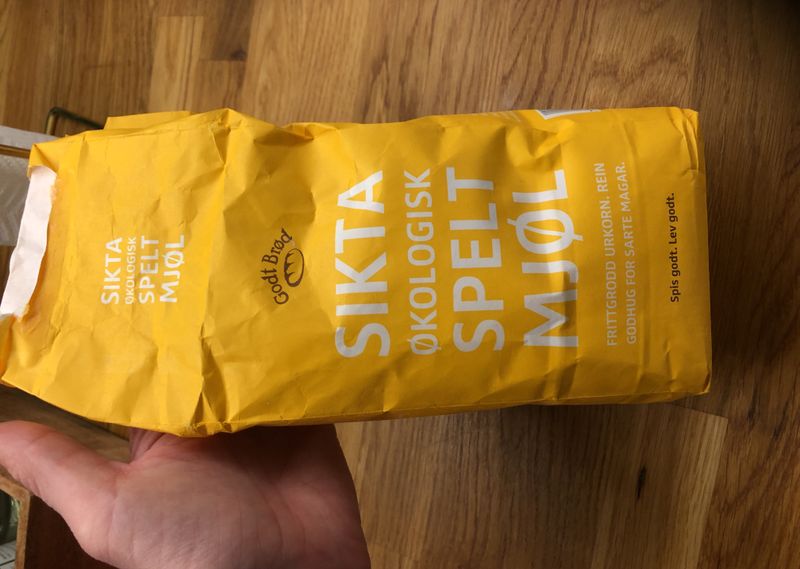 SIKTA
ØKOLOGISK
SPELT
MJØL
Godt Brød
SIKTA
ØKOLOGISK
SPELT
MJØL
FRITTGRODD URKORN. REIN
GODHUG FOR SARTE MAGAR.
Spis godt. Lev godt.